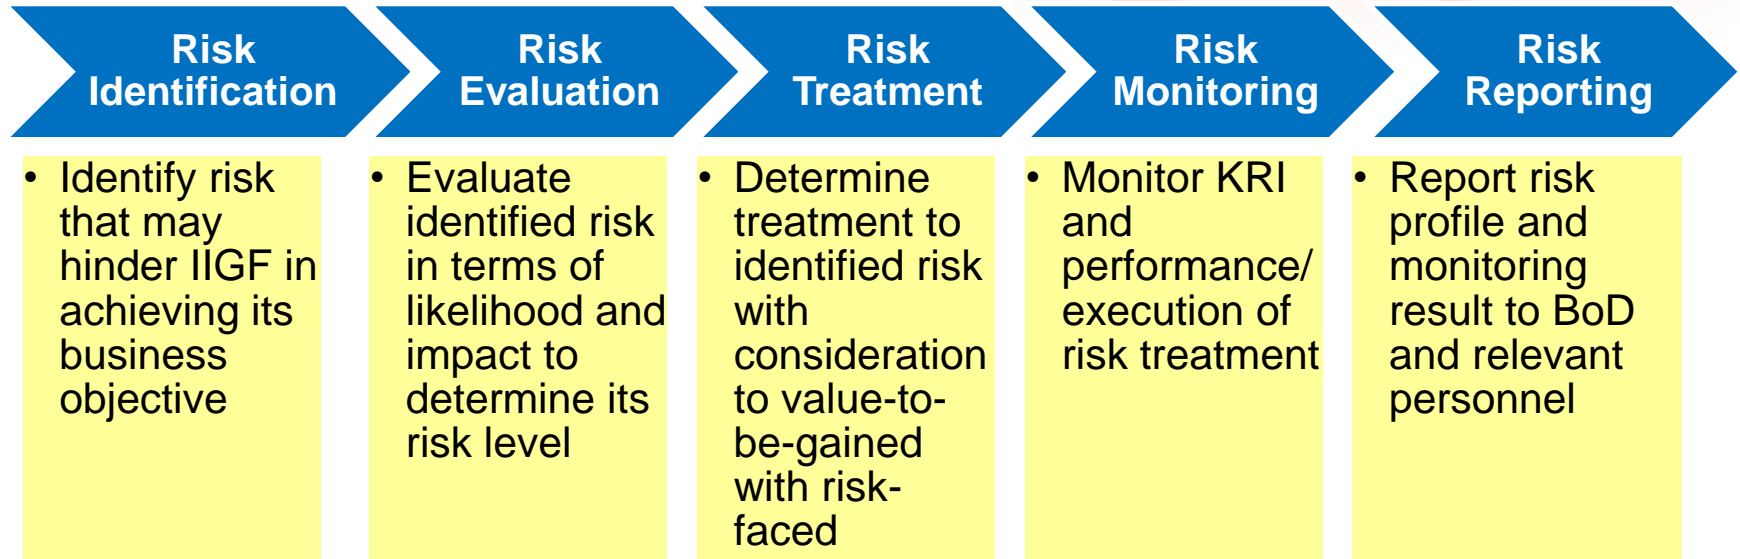 Risk
Identification
Risk
Evaluation
Risk
Treatment
Risk
Monitoring
Risk
Reporting
• Identify risk
that may
hinder IIGF in
achieving its
business
objective
• Evaluate
identified risk
in terms of
likelihood and
impact to
determine its
risk level
• Determine
treatment to
identified risk
with
consideration
to value-to-
be-gained
with risk-
faced
• Monitor KRI
and
performance/
execution of
risk treatment
• Report risk
profile and
monitoring
result to BoD
and relevant
personnel